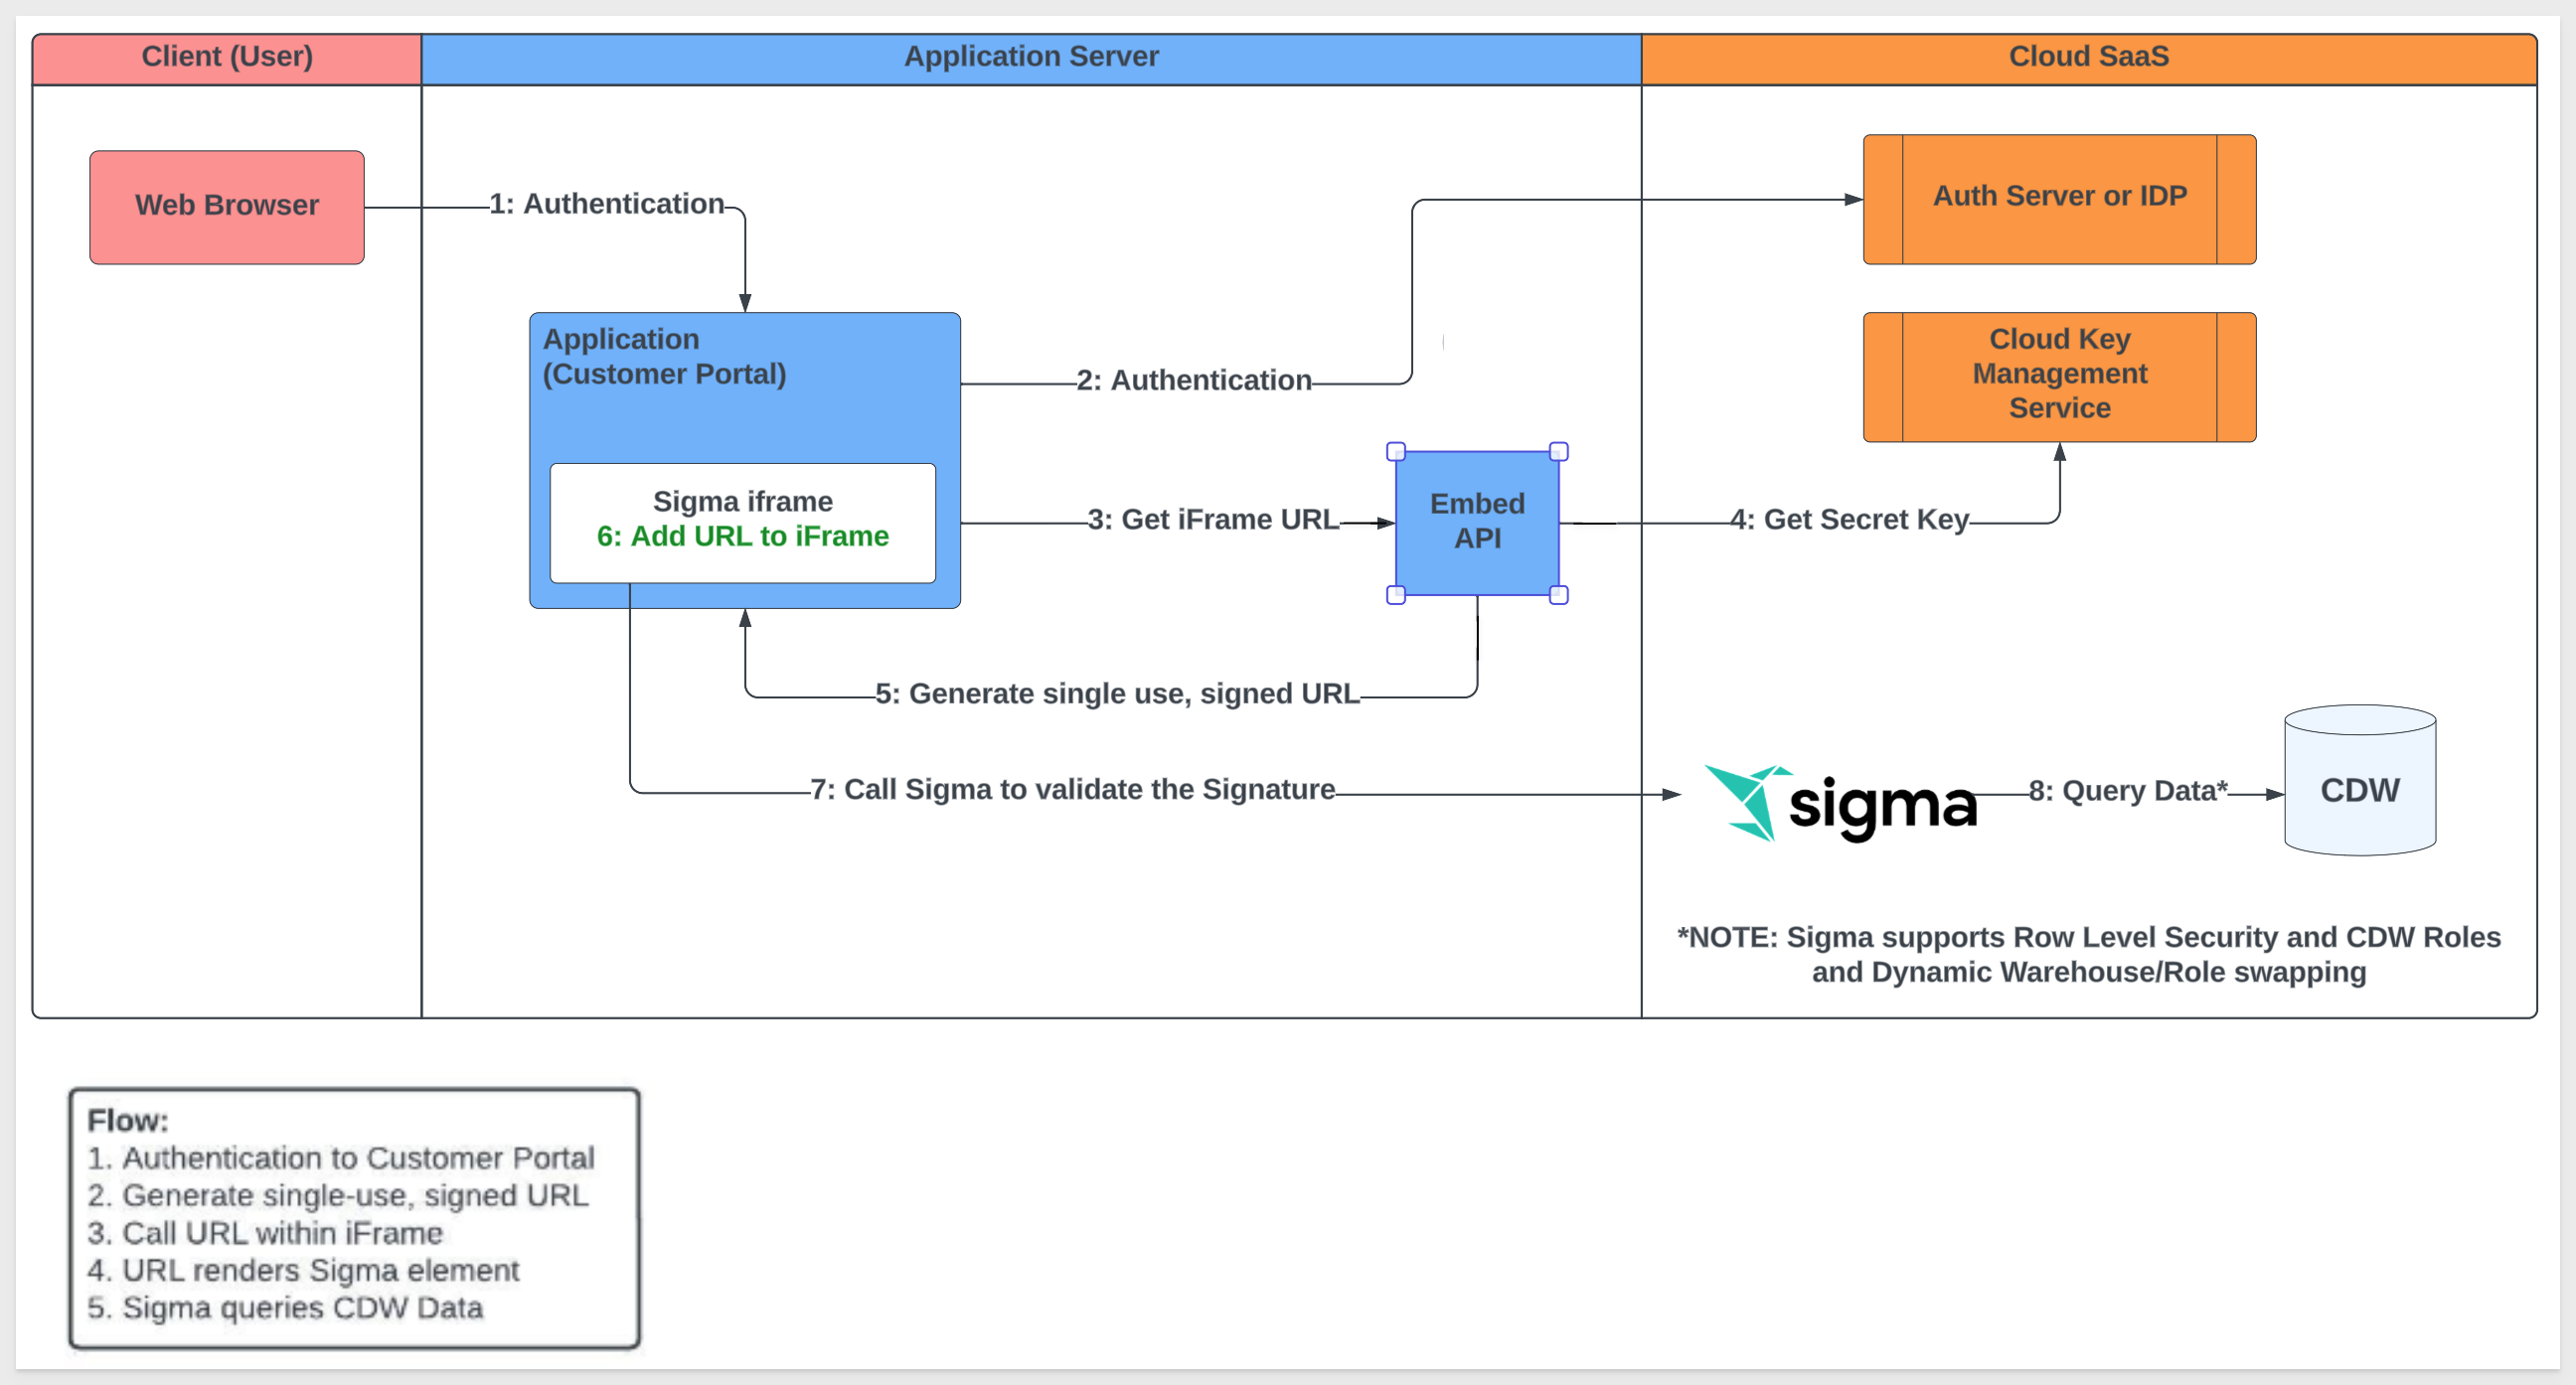 Client (User)
Application Server
Cloud SaaS
Web Browser
1: Authentication
Auth Server or IDP
Application
(Customer Portal)
2: Authentication
Cloud Key
Management
Service
Sigma iframe
6: Add URL to iFrame
3: Get iFrame URL
Embed
API
4: Get Secret Key
5: Generate single use, signed URL
7: Call Sigma to validate the Signature
sigma
8: Query Data*
CDW
*NOTE: Sigma supports Row Level Security and CDW Roles
and Dynamic Warehouse/Role swapping
Flow:
1. Authentication to Customer Portal
2. Generate single-use, signed URL
3. Call URL within iFrame
4. URL renders Sigma element
5. Sigma queries CDW Data